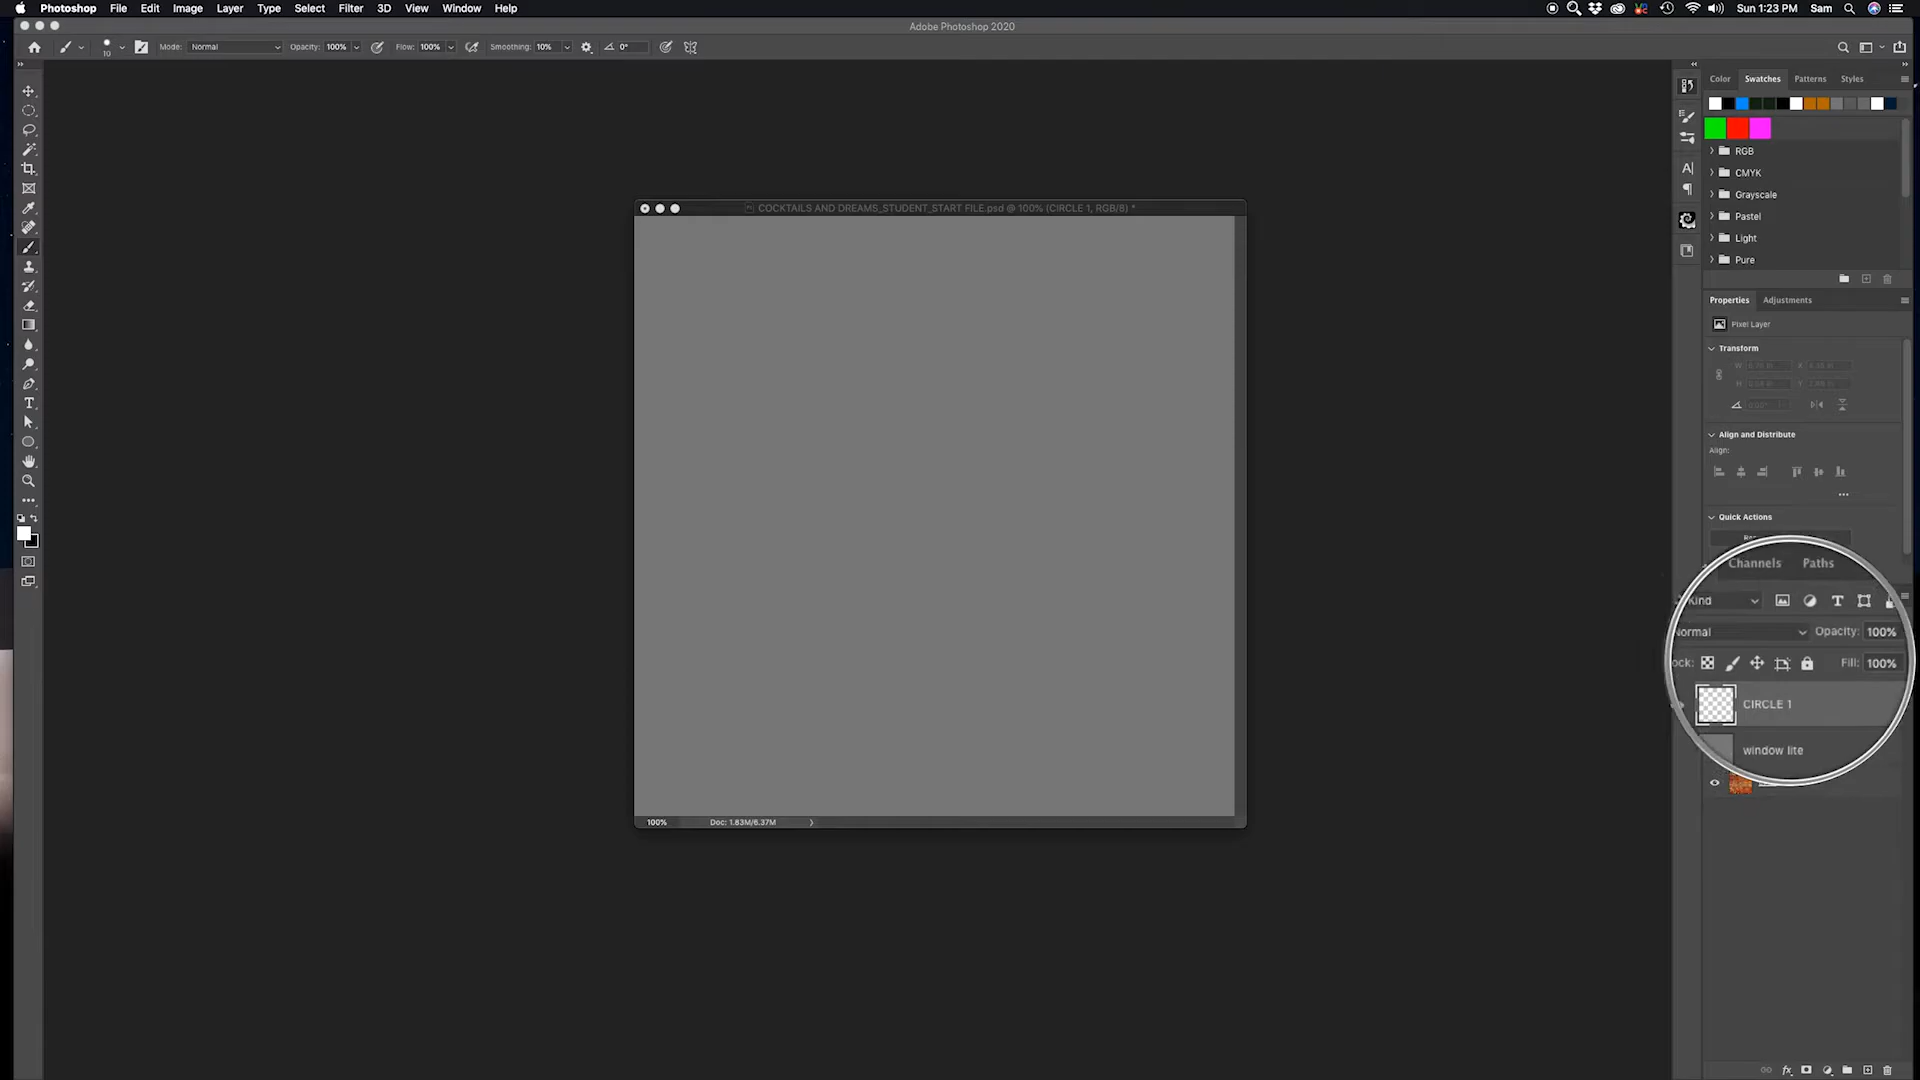 Photoshop File Edit Image Layer Type Select Filter 3D View Window Help Sun 1:23 PM Sam
Adobe Photoshop 2020
10 Mode: Normal Opacity: 100% Flow: 100% Smoothing: 10% 0°
Color Swatches Patterns Styles
RGB
CMYK
Grayscale
Pastel
Light
Pure
COCKTAILS AND DREAMS_STUDENT_START FILE.psd @ 100% (CIRCLE 1, RGB/8) *
Properties Adjustments
Pixel Layer
Transform
W X
H Y
Align and Distribute
Align:
Quick Actions
Channels Paths
Kind
Normal Opacity: 100%
ock: Fill: 100%
CIRCLE 1
window lite
100% Doc: 1.83M/6.37M
fx